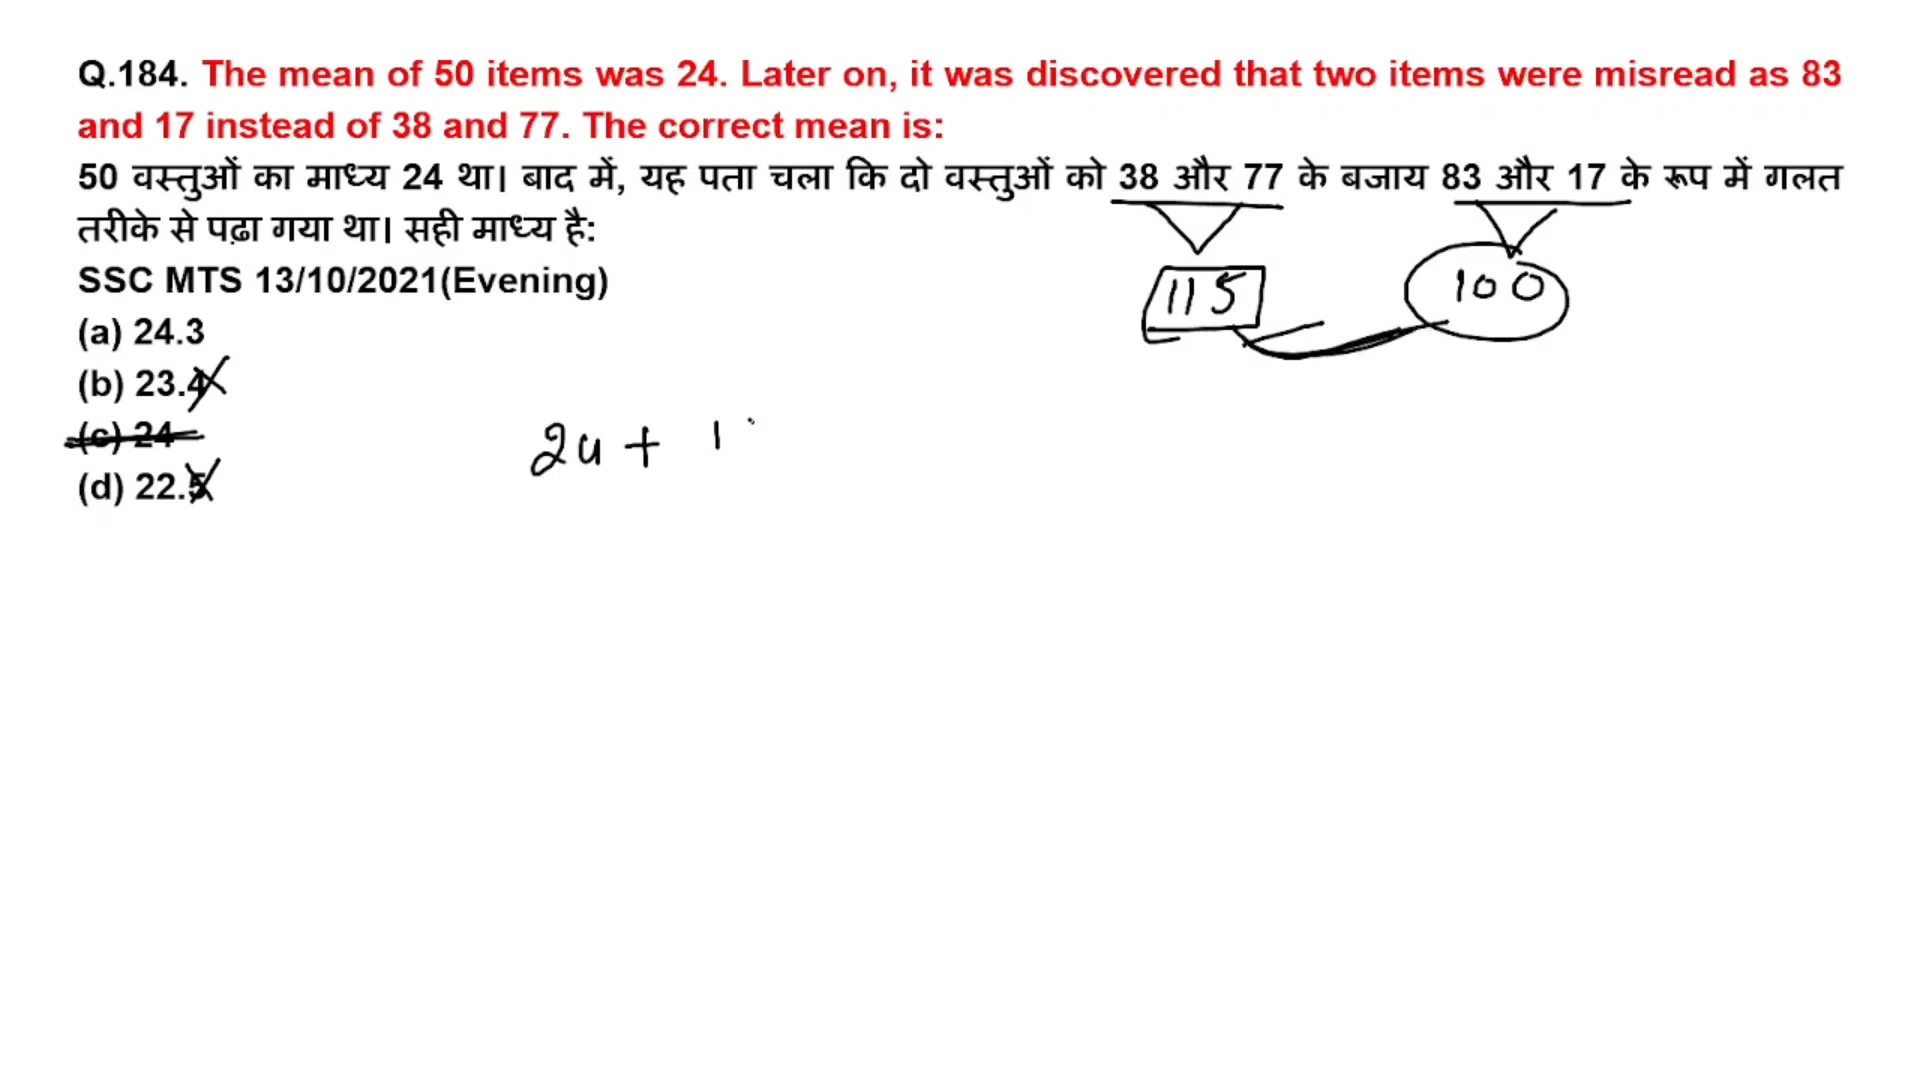 Q.184. The mean of 50 items was 24. Later on, it was discovered that two items were misread as 83
and 17 instead of 38 and 77. The correct mean is:
50 वस्तुओं का माध्य 24 था। बाद में, यह पता चला कि दो वस्तुओं को 38 और 77 के बजाय 83 और 17 के रूप में गलत
तरीके से पढ़ा गया था। सही माध्य है:
SSC MTS 13/10/2021(Evening)
115 100
(a) 24.3
(b) 23.4
(c) 24
24 + 1
(d) 22.5